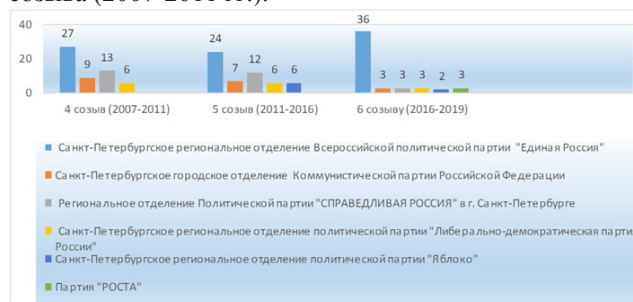 созыва (2007-2011 гг.).
40
20
0
27
9
13
6
24
7
12
6
6
36
3
3
3
2
3
4 созыв (2007-2011)
5 созыв (2011-2016)
6 созыву (2016-2019)
Санкт-Петербургское региональное отделение Всероссийской политической партии "Единая Россия"
Санкт-Петербургское городское отделение Коммунистической партии Российской Федерации
Региональное отделение Политической партии "СПРАВЕДЛИВАЯ РОССИЯ" в г. Санкт-Петербурге
Санкт-Петербургское региональное отделение политической партии "Либерально-демократическая партия
России"
Санкт-Петербургское региональное отделение политической партии "Яблоко"
Партия "РОСТА"